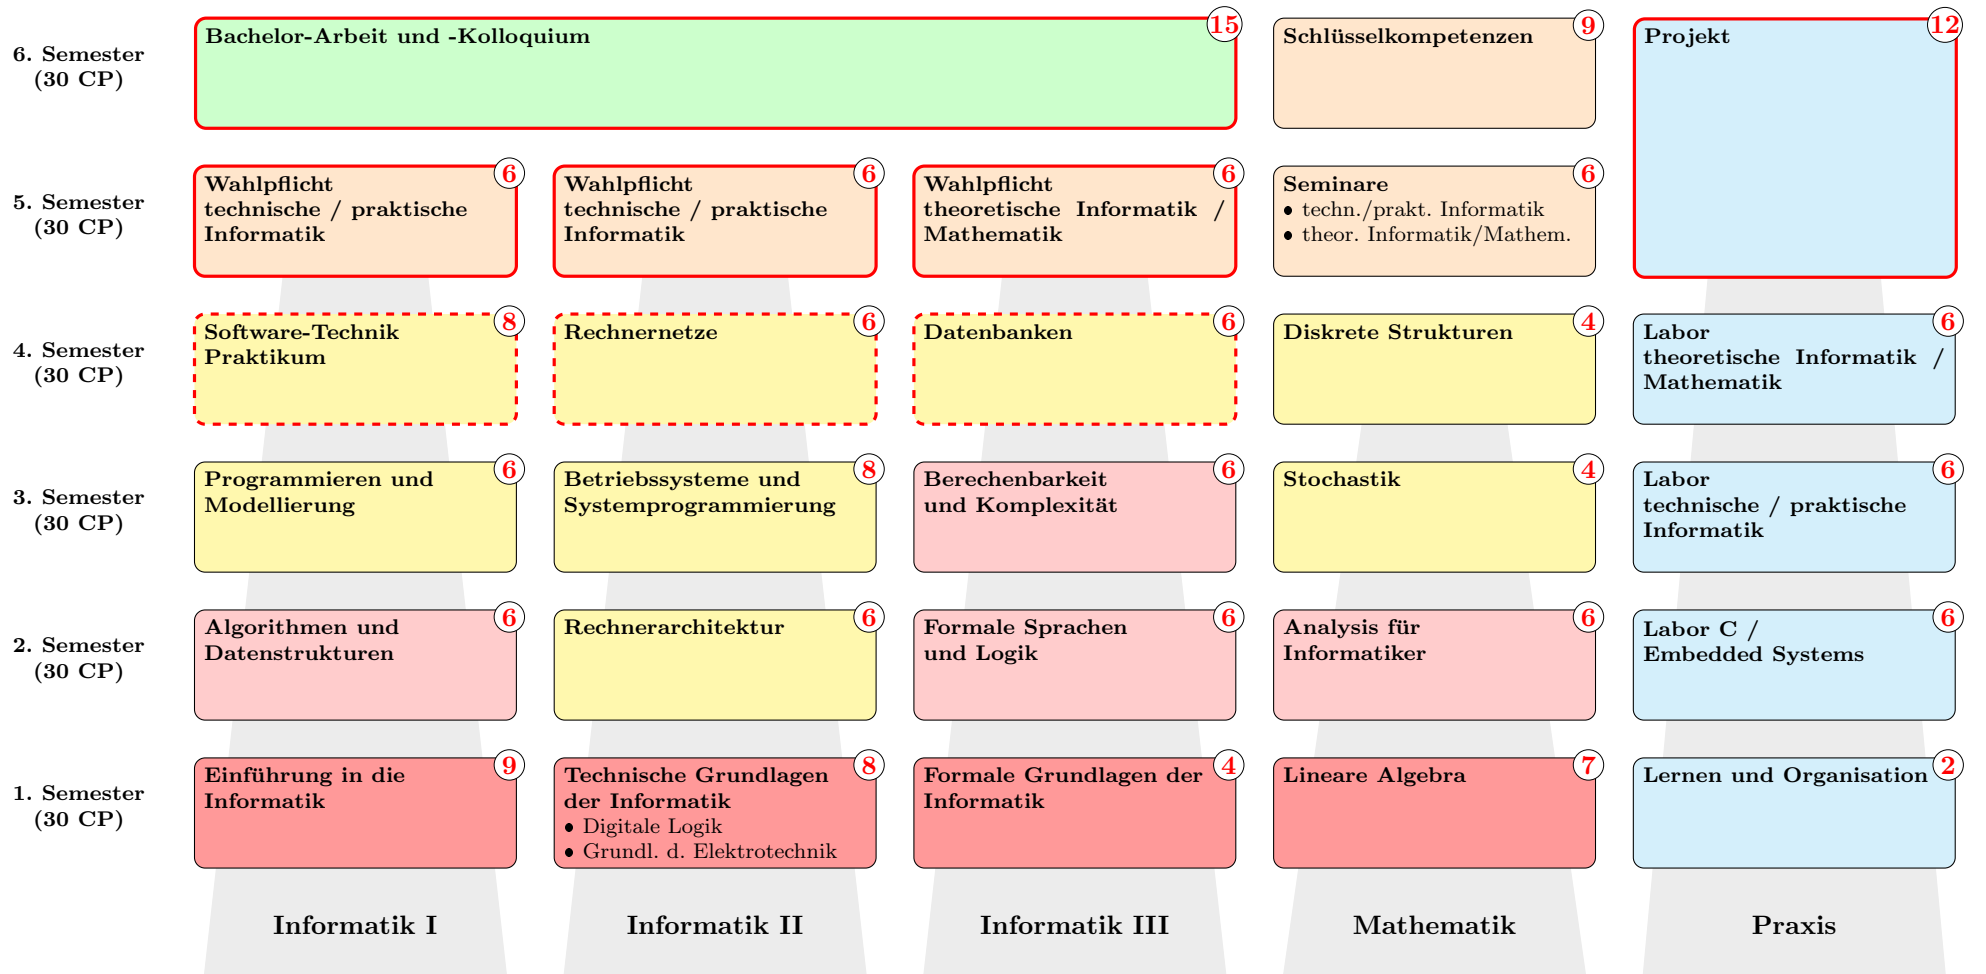 6. Semester
(30 CP)
Bachelor-Arbeit und -Kolloquium
15
Schlüsselkompetenzen
9
Projekt
12
5. Semester
(30 CP)
Wahlpflicht
technische / praktische
Informatik
6
Wahlpflicht
technische / praktische
Informatik
6
Wahlpflicht
theoretische Informatik /
Mathematik
6
Seminare
• techn./prakt. Informatik
• theor. Informatik/Mathem.
6
4. Semester
(30 CP)
Software-Technik
Praktikum
8
Rechnernetze
6
Datenbanken
6
Diskrete Strukturen
4
Labor
theoretische Informatik /
Mathematik
6
3. Semester
(30 CP)
Programmieren und
Modellierung
6
Betriebssysteme und
Systemprogrammierung
8
Berechenbarkeit
und Komplexität
6
Stochastik
4
Labor
technische / praktische
Informatik
6
2. Semester
(30 CP)
Algorithmen und
Datenstrukturen
6
Rechnerarchitektur
6
Formale Sprachen
und Logik
6
Analysis für
Informatiker
6
Labor C /
Embedded Systems
6
1. Semester
(30 CP)
Einführung in die
Informatik
9
Technische Grundlagen
der Informatik
• Digitale Logik
• Grundl. d. Elektrotechnik
8
Formale Grundlagen der
Informatik
4
Lineare Algebra
7
Lernen und Organisation
2
Informatik I
Informatik II
Informatik III
Mathematik
Praxis